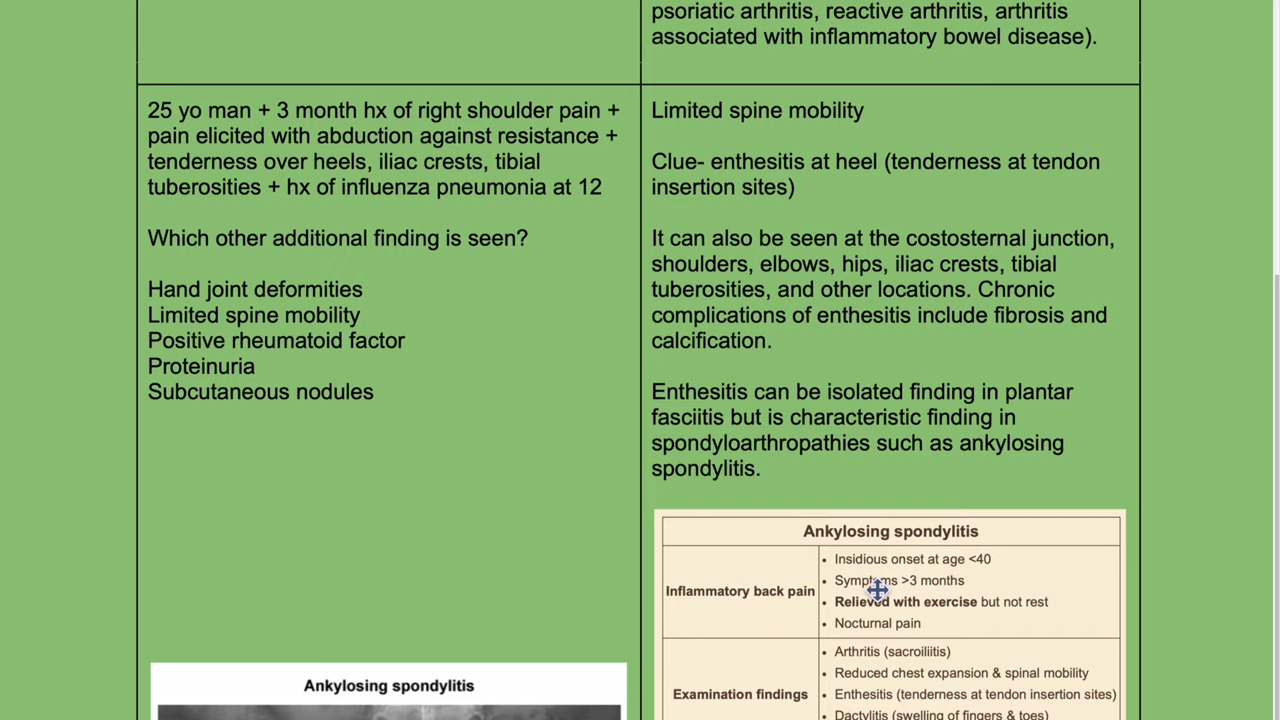 psoriatic arthritis, reactive arthritis, arthritis
associated with inflammatory bowel disease).
25 yo man + 3 month hx of right shoulder pain +
pain elicited with abduction against resistance +
tenderness over heels, iliac crests, tibial
tuberosities + hx of influenza pneumonia at 12
Which other additional finding is seen?
Hand joint deformities
Limited spine mobility
Positive rheumatoid factor
Proteinuria
Subcutaneous nodules
Limited spine mobility
Clue- enthesitis at heel (tenderness at tendon
insertion sites)
It can also be seen at the costosternal junction,
shoulders, elbows, hips, iliac crests, tibial
tuberosities, and other locations. Chronic
complications of enthesitis include fibrosis and
calcification.
Enthesitis can be isolated finding in plantar
fasciitis but is characteristic finding in
spondyloarthropathies such as ankylosing
spondylitis.
Ankylosing spondylitis
Inflammatory back pain
• Insidious onset at age <40
• Symptoms >3 months
• Relieved with exercise but not rest
• Nocturnal pain
Examination findings
• Arthritis (sacroiliitis)
• Reduced chest expansion & spinal mobility
• Enthesitis (tenderness at tendon insertion sites)
• Dactylitis (swelling of fingers & toes)
Ankylosing spondylitis